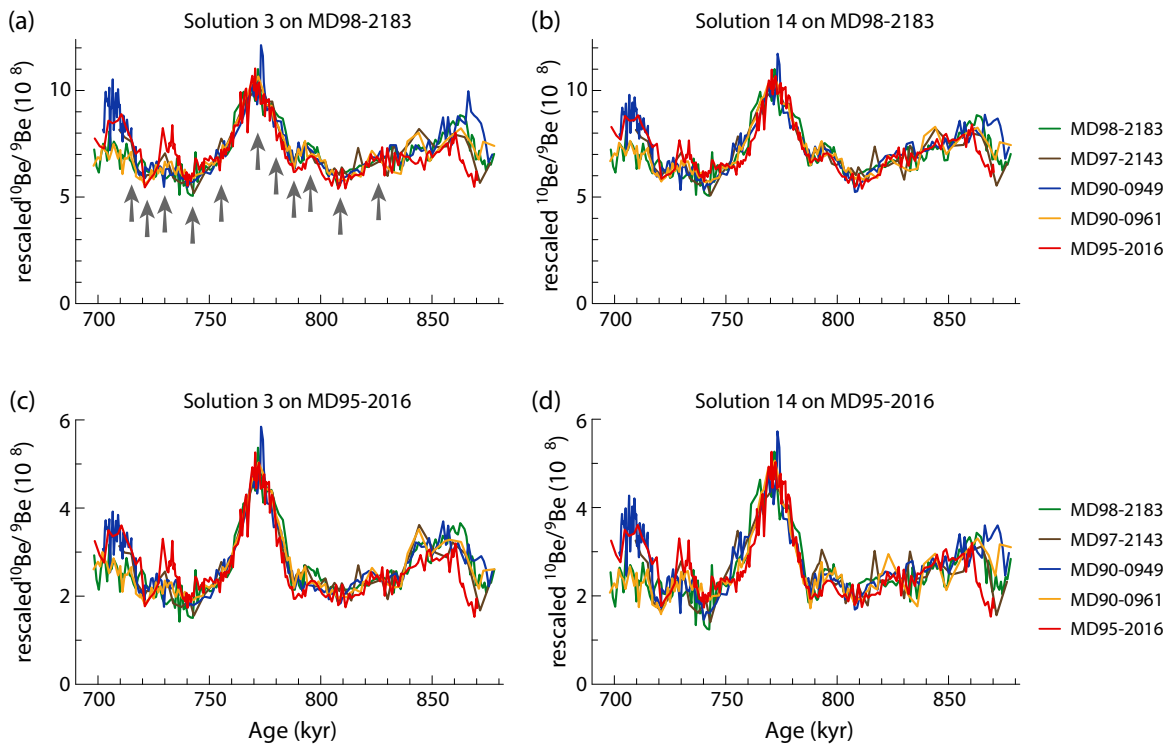 (a)
Solution 3 on MD98-2183
rescaled ¹⁰Be/ ⁹Be (10 ⁸)
10
5
0
700
750
800
850
(b)
Solution 14 on MD98-2183
rescaled ¹⁰Be/⁹Be (10 ⁸)
10
5
0
700
750
800
850
MD98-2183
MD97-2143
MD90-0949
MD90-0961
MD95-2016
(c)
Solution 3 on MD95-2016
rescaled ¹⁰Be/⁹Be (10 ⁸)
6
4
2
0
700
750
800
850
Age (kyr)
(d)
Solution 14 on MD95-2016
rescaled ¹⁰Be/⁹Be (10 ⁸)
6
4
2
0
700
750
800
850
Age (kyr)
MD98-2183
MD97-2143
MD90-0949
MD90-0961
MD95-2016